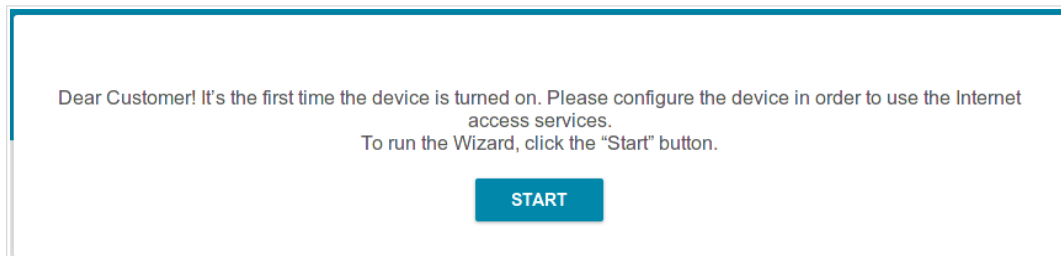 Dear Customer! It’s the first time the device is turned on. Please configure the device in order to use the Internet
access services.
To run the Wizard, click the “Start” button.
START